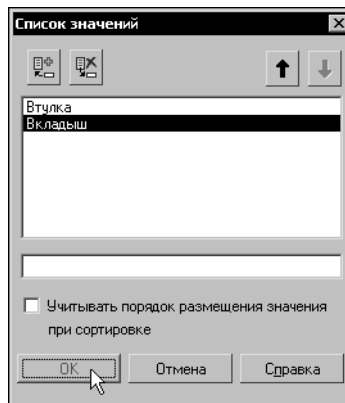 Список значений
Втулка
Вкладыш
Учитывать порядок размещения значения
при сортировке
OK
Отмена
Справка